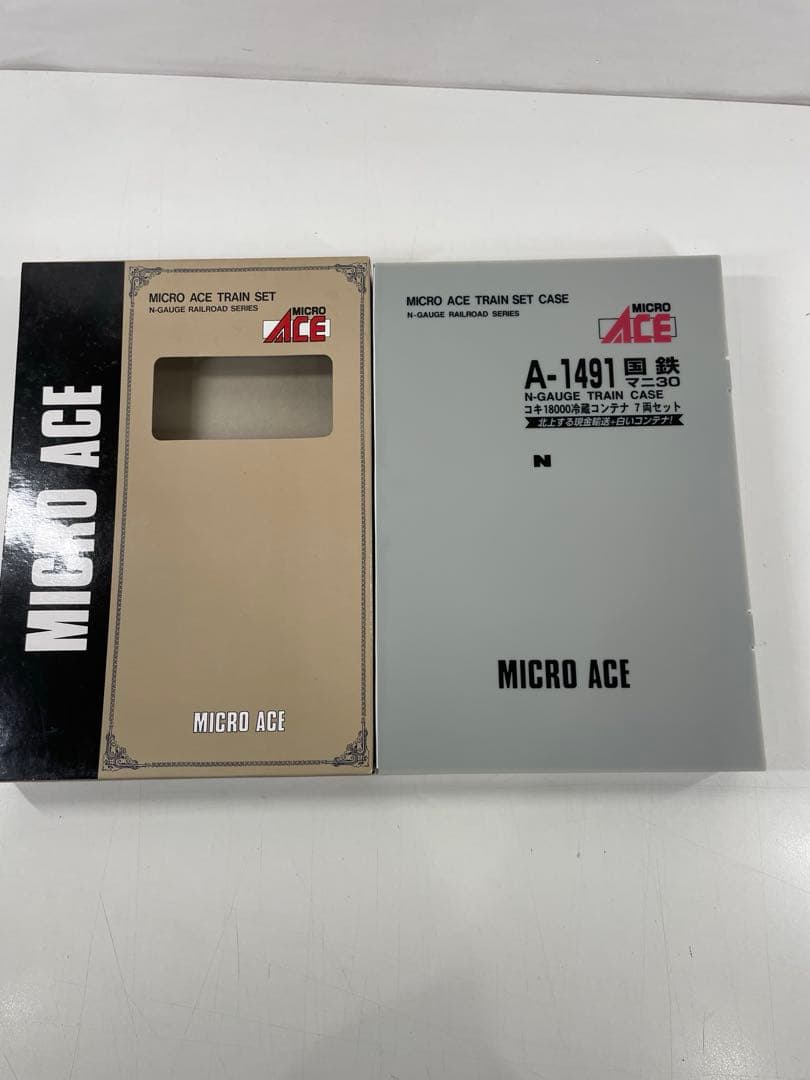 MICRO ACE
MICRO ACE TRAIN SET
N-GAUGE RAILROAD SERIES
MICRO
ACE
MICRO ACE
MICRO ACE TRAIN SET CASE
N-GAUGE RAILROAD SERIES
MICRO
ACE
A-1491 国鉄
マニ30
N-GAUGE TRAIN CASE
コキ18000冷蔵コンテナ 7両セット
北上する現金輸送+白いコンテナ!
N
MICRO ACE